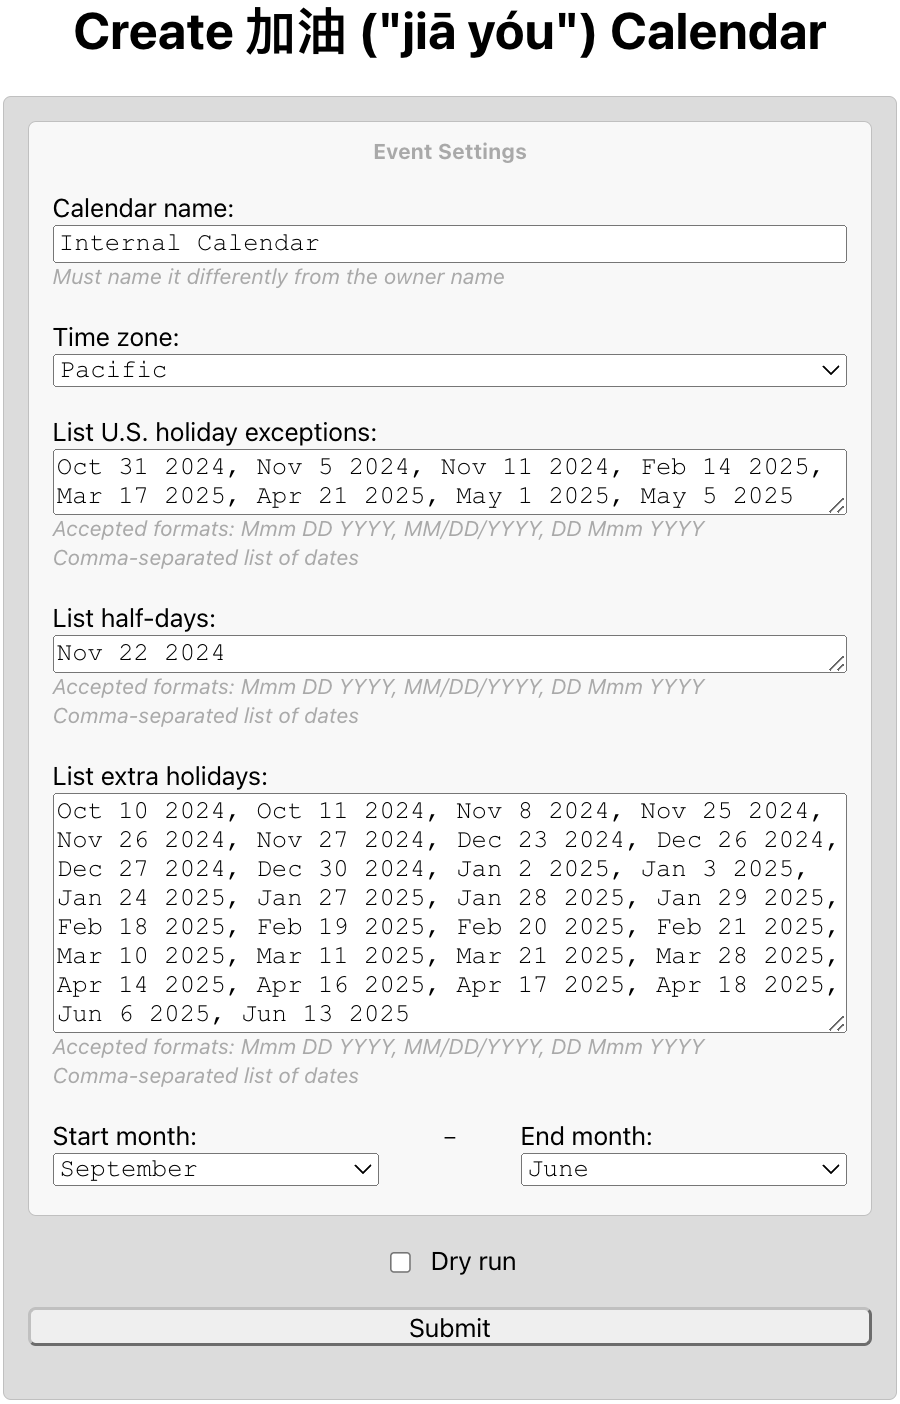 Create 加油 ("jiā yóu") Calendar
Event Settings
Calendar name:
Internal Calendar
Must name it differently from the owner name
Time zone:
Pacific
List U.S. holiday exceptions:
Oct 31 2024, Nov 5 2024, Nov 11 2024, Feb 14 2025,
Mar 17 2025, Apr 21 2025, May 1 2025, May 5 2025
Accepted formats: Mmm DD YYYY, MM/DD/YYYY, DD Mmm YYYY
Comma-separated list of dates
List half-days:
Nov 22 2024
Accepted formats: Mmm DD YYYY, MM/DD/YYYY, DD Mmm YYYY
Comma-separated list of dates
List extra holidays:
Oct 10 2024, Oct 11 2024, Nov 8 2024, Nov 25 2024,
Nov 26 2024, Nov 27 2024, Dec 23 2024, Dec 26 2024,
Dec 27 2024, Dec 30 2024, Jan 2 2025, Jan 3 2025,
Jan 24 2025, Jan 27 2025, Jan 28 2025, Jan 29 2025,
Feb 18 2025, Feb 19 2025, Feb 20 2025, Feb 21 2025,
Mar 10 2025, Mar 11 2025, Mar 21 2025, Mar 28 2025,
Apr 14 2025, Apr 16 2025, Apr 17 2025, Apr 18 2025,
Jun 6 2025, Jun 13 2025
Accepted formats: Mmm DD YYYY, MM/DD/YYYY, DD Mmm YYYY
Comma-separated list of dates
Start month: – End month:
September June
Dry run
Submit